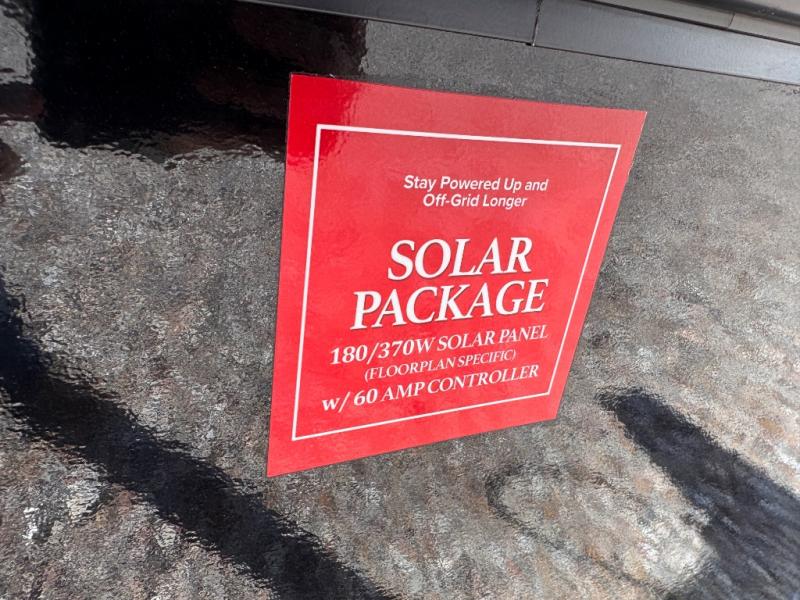 Stay Powered Up and
Off-Grid Longer
SOLAR
PACKAGE
180/370W SOLAR PANEL
(FLOORPLAN SPECIFIC)
w/ 60 AMP CONTROLLER